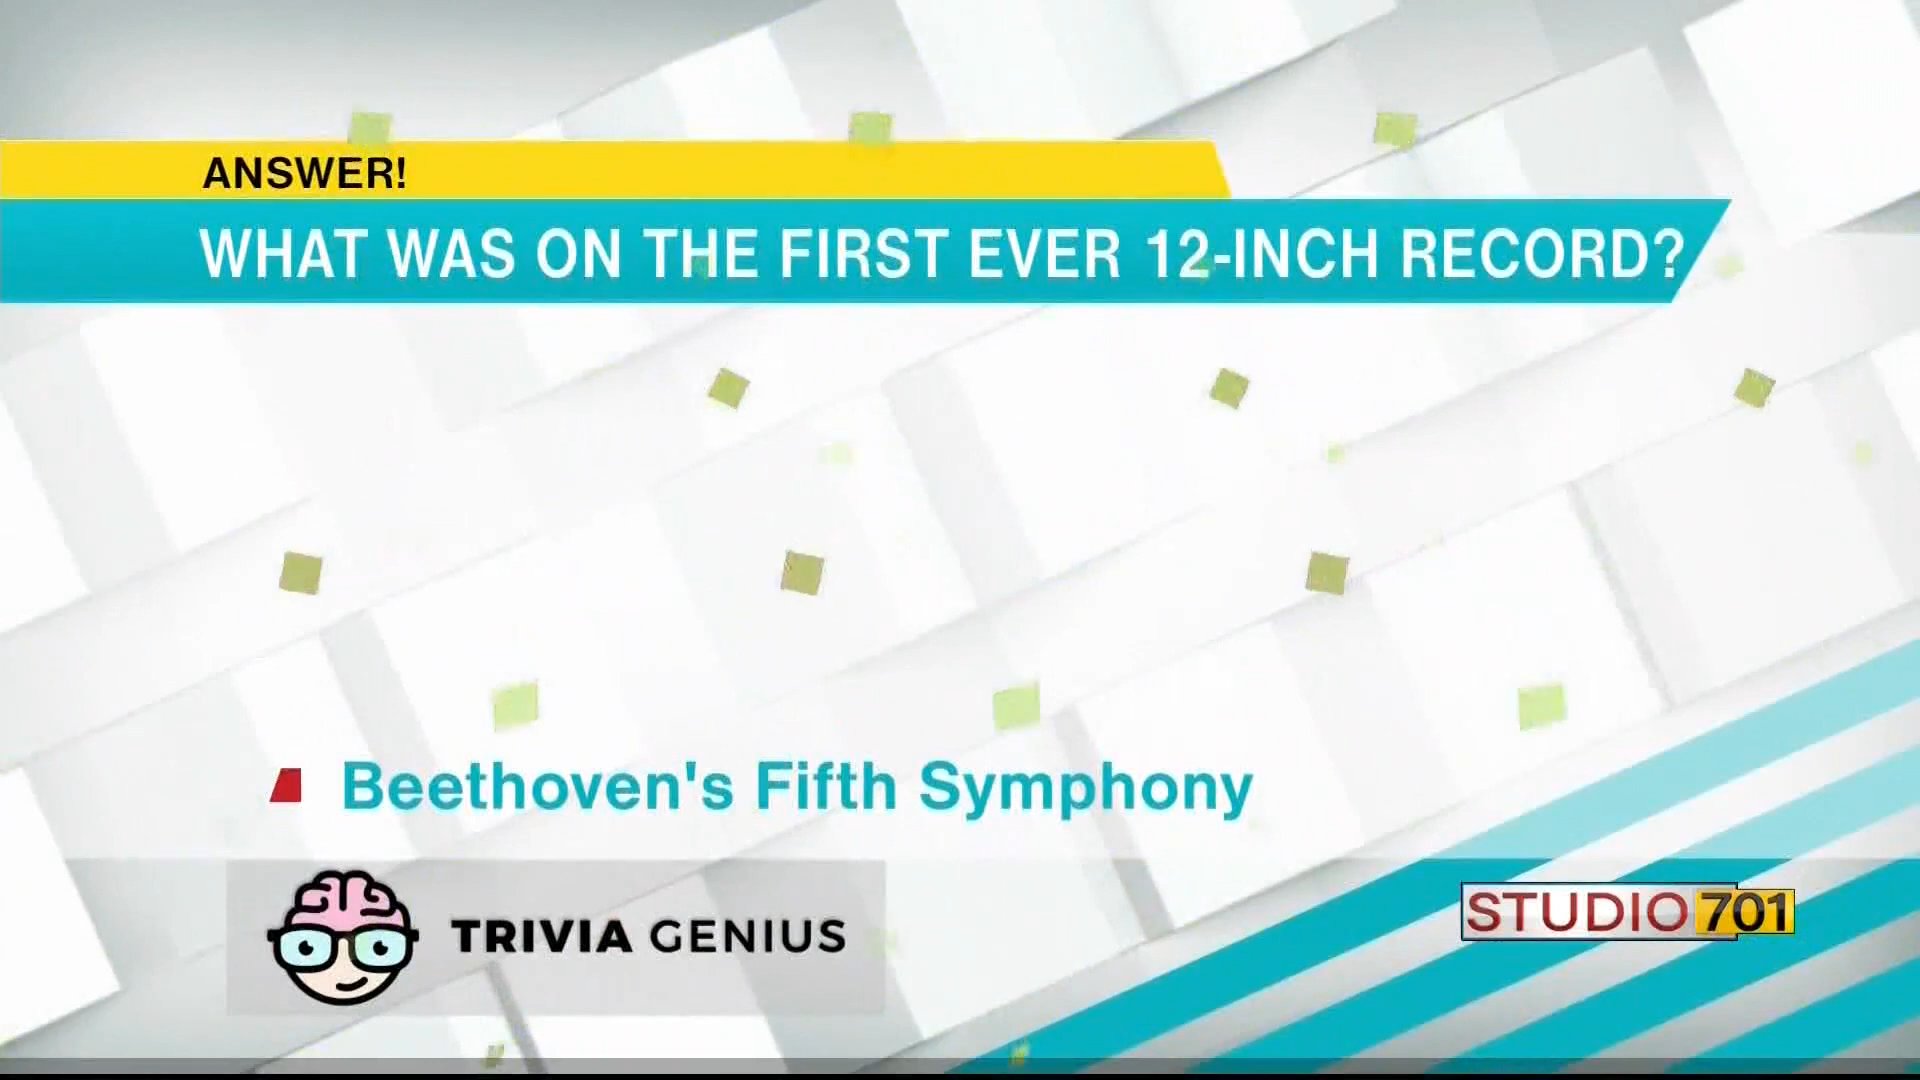 ANSWER!
WHAT WAS ON THE FIRST EVER 12-INCH RECORD?
Beethoven's Fifth Symphony
TRIVIA GENIUS
STUDIO 701